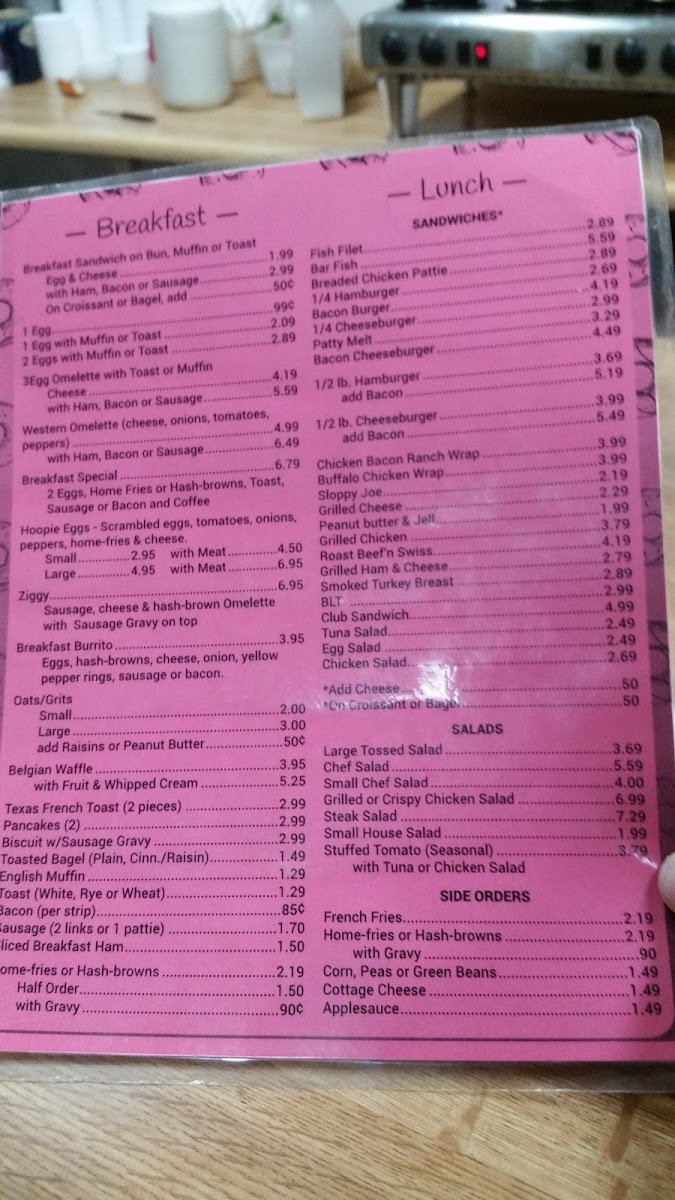 — Breakfast —
Breakfast Sandwich on Bun, Muffin or Toast
Egg & Cheese 1.99
with Ham, Bacon or Sausage 2.99
On Croissant or Bagel, add 50¢
1 Egg 99¢
1 Egg with Muffin or Toast 2.09
2 Eggs with Muffin or Toast 2.89
3Egg Omelette with Toast or Muffin
Cheese 4.19
with Ham, Bacon or Sausage 5.59
Western Omelette (cheese, onions, tomatoes,
peppers) 4.99
with Ham, Bacon or Sausage 6.49
Breakfast Special 6.79
2 Eggs, Home Fries or Hash-browns, Toast,
Sausage or Bacon and Coffee
Hoopie Eggs - Scrambled eggs, tomatoes, onions,
peppers, home-fries & cheese.
Small 2.95 with Meat 4.50
Large 4.95 with Meat 6.95
Ziggy 6.95
Sausage, cheese & hash-brown Omelette
with Sausage Gravy on top
Breakfast Burrito 3.95
Eggs, hash-browns, cheese, onion, yellow
pepper rings, sausage or bacon.
Oats/Grits
Small 2.00
Large 3.00
add Raisins or Peanut Butter 50¢
Belgian Waffle 3.95
with Fruit & Whipped Cream 5.25
Texas French Toast (2 pieces) 2.99
Pancakes (2) 2.99
Biscuit w/Sausage Gravy 2.99
Toasted Bagel (Plain, Cinn./Raisin) 1.49
English Muffin 1.29
Toast (White, Rye or Wheat) 1.29
Bacon (per strip) 85¢
ausage (2 links or 1 pattie) 1.70
liced Breakfast Ham 1.50
ome-fries or Hash-browns 2.19
Half Order 1.50
with Gravy 90¢
— Lunch —
SANDWICHES*
Fish Filet 2.89
Bar Fish 5.59
Breaded Chicken Pattie 2.89
1/4 Hamburger 2.69
Bacon Burger 4.19
1/4 Cheeseburger 2.99
Patty Melt 3.29
Bacon Cheeseburger 4.49
1/2 lb. Hamburger 3.69
add Bacon 5.19
1/2 lb. Cheeseburger 3.99
add Bacon 5.49
Chicken Bacon Ranch Wrap 3.99
Buffalo Chicken Wrap 3.99
Sloppy Joe 2.19
Grilled Cheese 2.29
Peanut butter & Jell 1.99
Grilled Chicken 3.79
Roast Beef'n Swiss 4.19
Grilled Ham & Cheese 2.79
Smoked Turkey Breast 2.89
BLT 2.99
Club Sandwich 4.99
Tuna Salad 2.49
Egg Salad 2.49
Chicken Salad 2.69
*Add Cheese .50
*On Croissant or Bagel .50
SALADS
Large Tossed Salad 3.69
Chef Salad 5.59
Small Chef Salad 4.00
Grilled or Crispy Chicken Salad 6.99
Steak Salad 7.29
Small House Salad 1.99
Stuffed Tomato (Seasonal) 3.79
with Tuna or Chicken Salad
SIDE ORDERS
French Fries 2.19
Home-fries or Hash-browns 2.19
with Gravy .90
Corn, Peas or Green Beans 1.49
Cottage Cheese 1.49
Applesauce 1.49